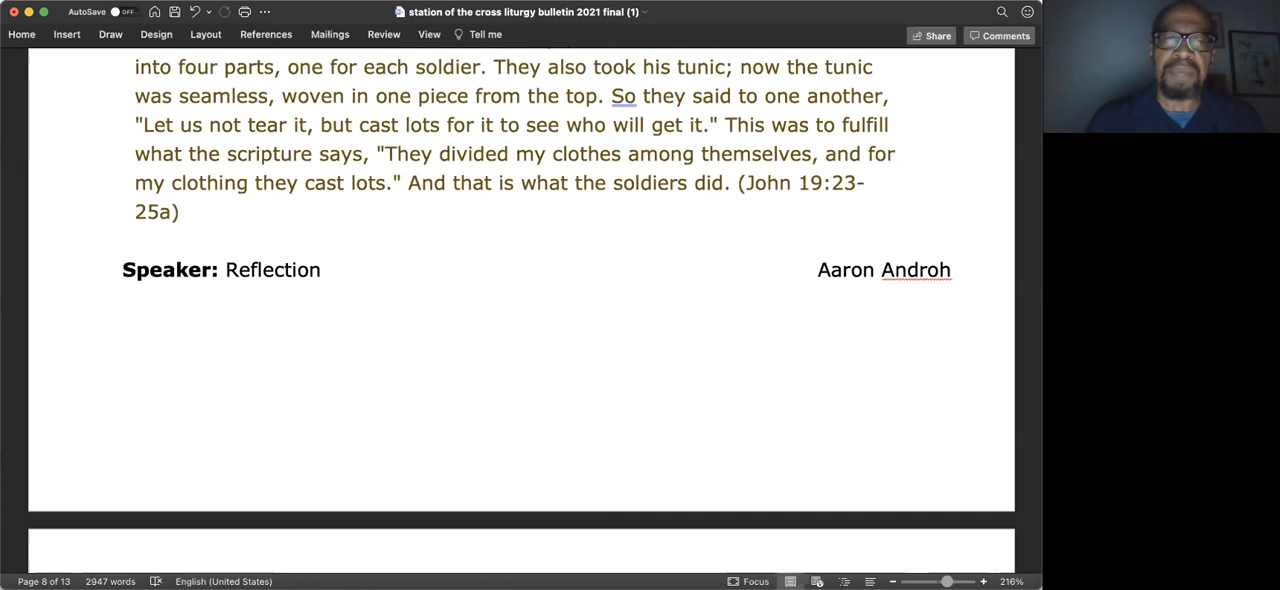 AutoSave OFF station of the cross liturgy bulletin 2021 final (1)
Home Insert Draw Design Layout References Mailings Review View Tell me Share Comments
into four parts, one for each soldier. They also took his tunic; now the tunic
was seamless, woven in one piece from the top. So they said to one another,
"Let us not tear it, but cast lots for it to see who will get it." This was to fulfill
what the scripture says, "They divided my clothes among themselves, and for
my clothing they cast lots." And that is what the soldiers did. (John 19:23-
25a)
Speaker: Reflection Aaron Androh
Page 8 of 13 2947 words English (United States) Focus 216%